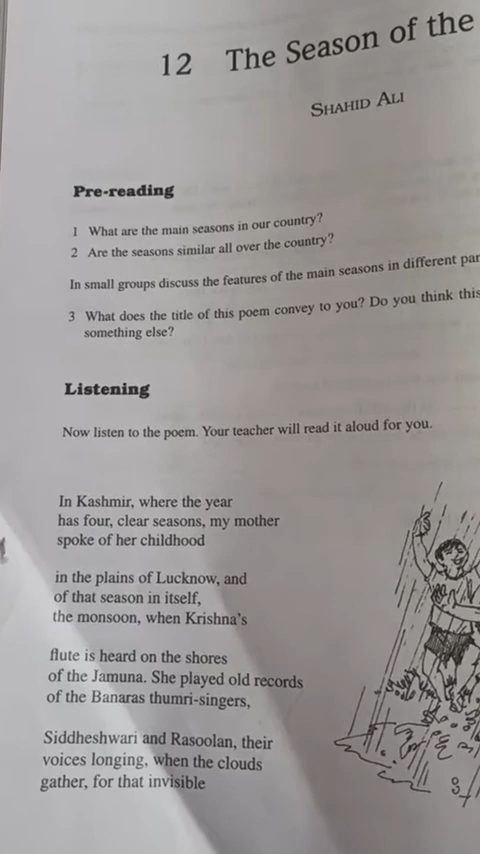 12 The Season of the
SHAHID ALI
Pre-reading
1 What are the main seasons in our country?
2 Are the seasons similar all over the country?
In small groups discuss the features of the main seasons in different
3 What does the title of this poem convey to you? Do you think this
something else?
Listening
Now listen to the poem. Your teacher will read it aloud for you.
In Kashmir, where the year
has four, clear seasons, my mother
spoke of her childhood
in the plains of Lucknow, and
of that season in itself,
the monsoon, when Krishna's
flute is heard on the shores
of the Jamuna. She played old records
of the Banaras thumri-singers,
Siddheshwari and Rasoolan, their
voices longing, when the clouds
gather, for that invisible